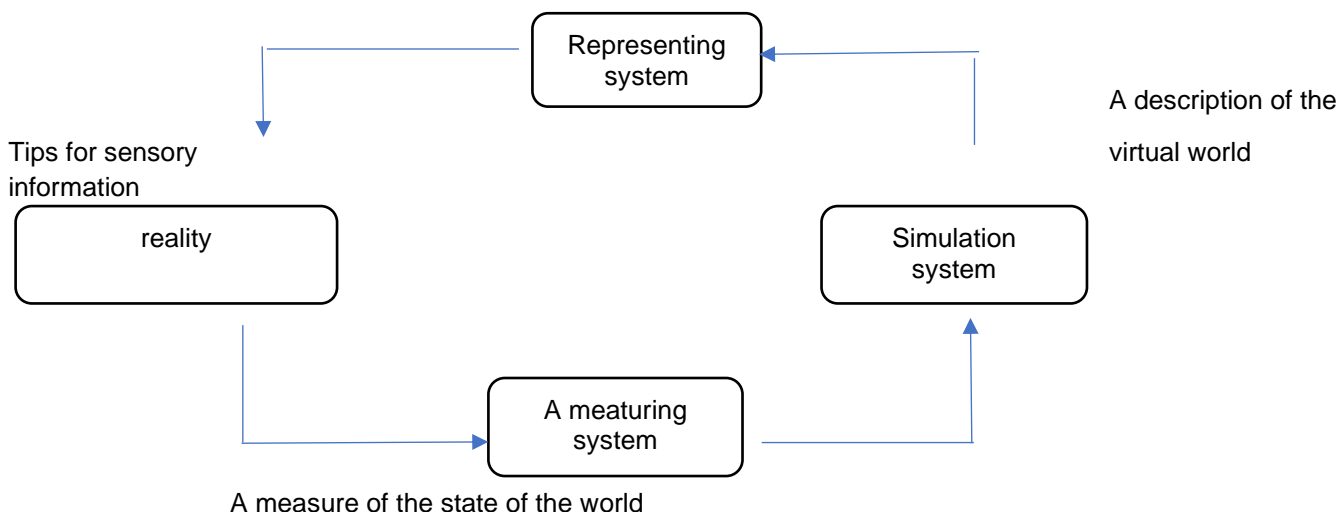 Representing
system
A description of the
virtual world
Tips for sensory
information
reality
Simulation
system
A meaturing
system
A measure of the state of the world